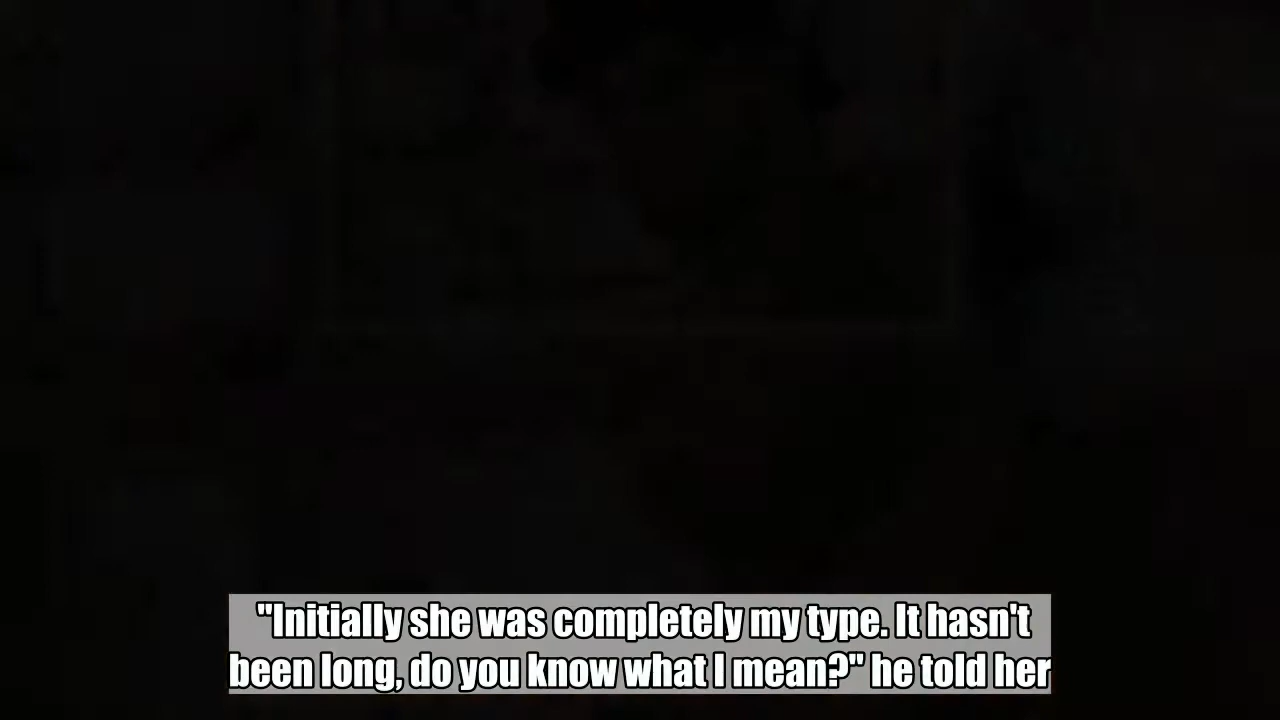 "Initially she was completely my type. It hasn't
been long, do you know what I mean?" he told her